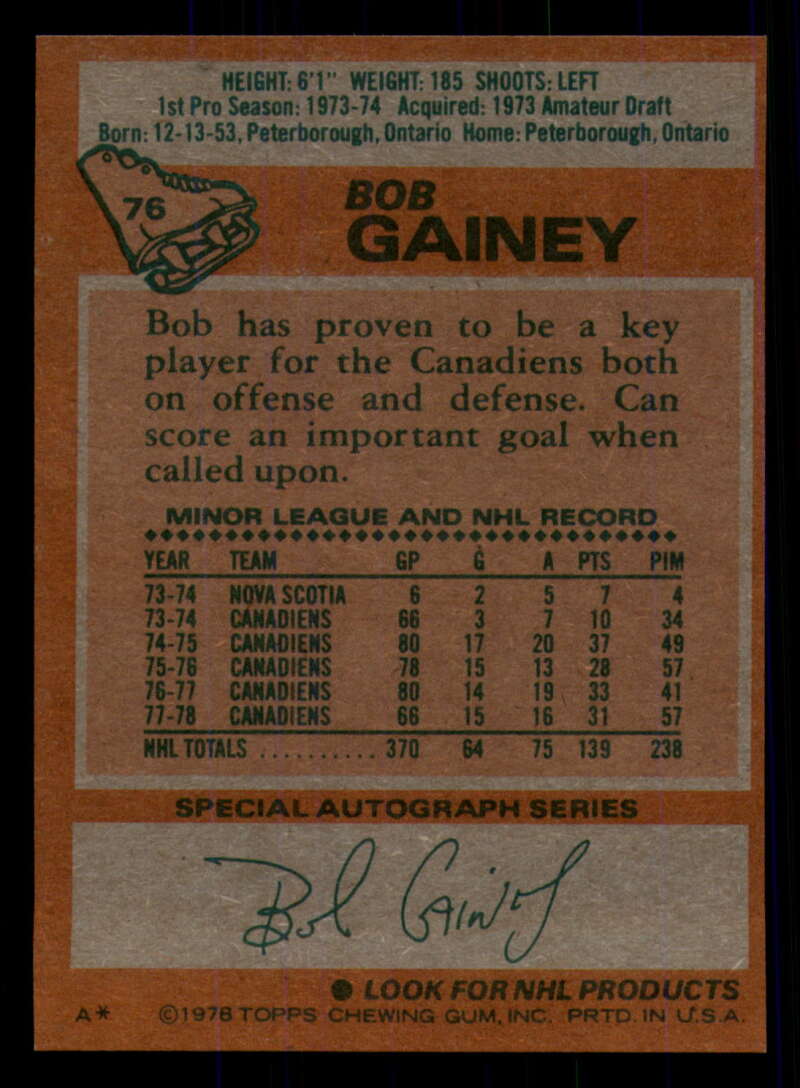 HEIGHT: 6'1" WEIGHT: 185 SHOOTS: LEFT
1st Pro Season: 1973-74 Acquired: 1973 Amateur Draft
Born: 12-13-53, Peterborough, Ontario Home: Peterborough, Ontario
76
BOB
GAINEY
Bob has proven to be a key
player for the Canadiens both
on offense and defense. Can
score an important goal when
called upon.
MINOR LEAGUE AND NHL RECORD
YEAR TEAM GP G A PTS PIM
73-74 NOVA SCOTIA 6 2 5 7 4
73-74 CANADIENS 66 3 7 10 34
74-75 CANADIENS 80 17 20 37 49
75-76 CANADIENS 78 15 13 28 57
76-77 CANADIENS 80 14 19 33 41
77-78 CANADIENS 66 15 16 31 57
NHL TOTALS .......... 370 64 75 139 238
SPECIAL AUTOGRAPH SERIES
Bob Gainey
● LOOK FOR NHL PRODUCTS
A* ©1978 TOPPS CHEWING GUM, INC. PRTD. IN U.S.A.